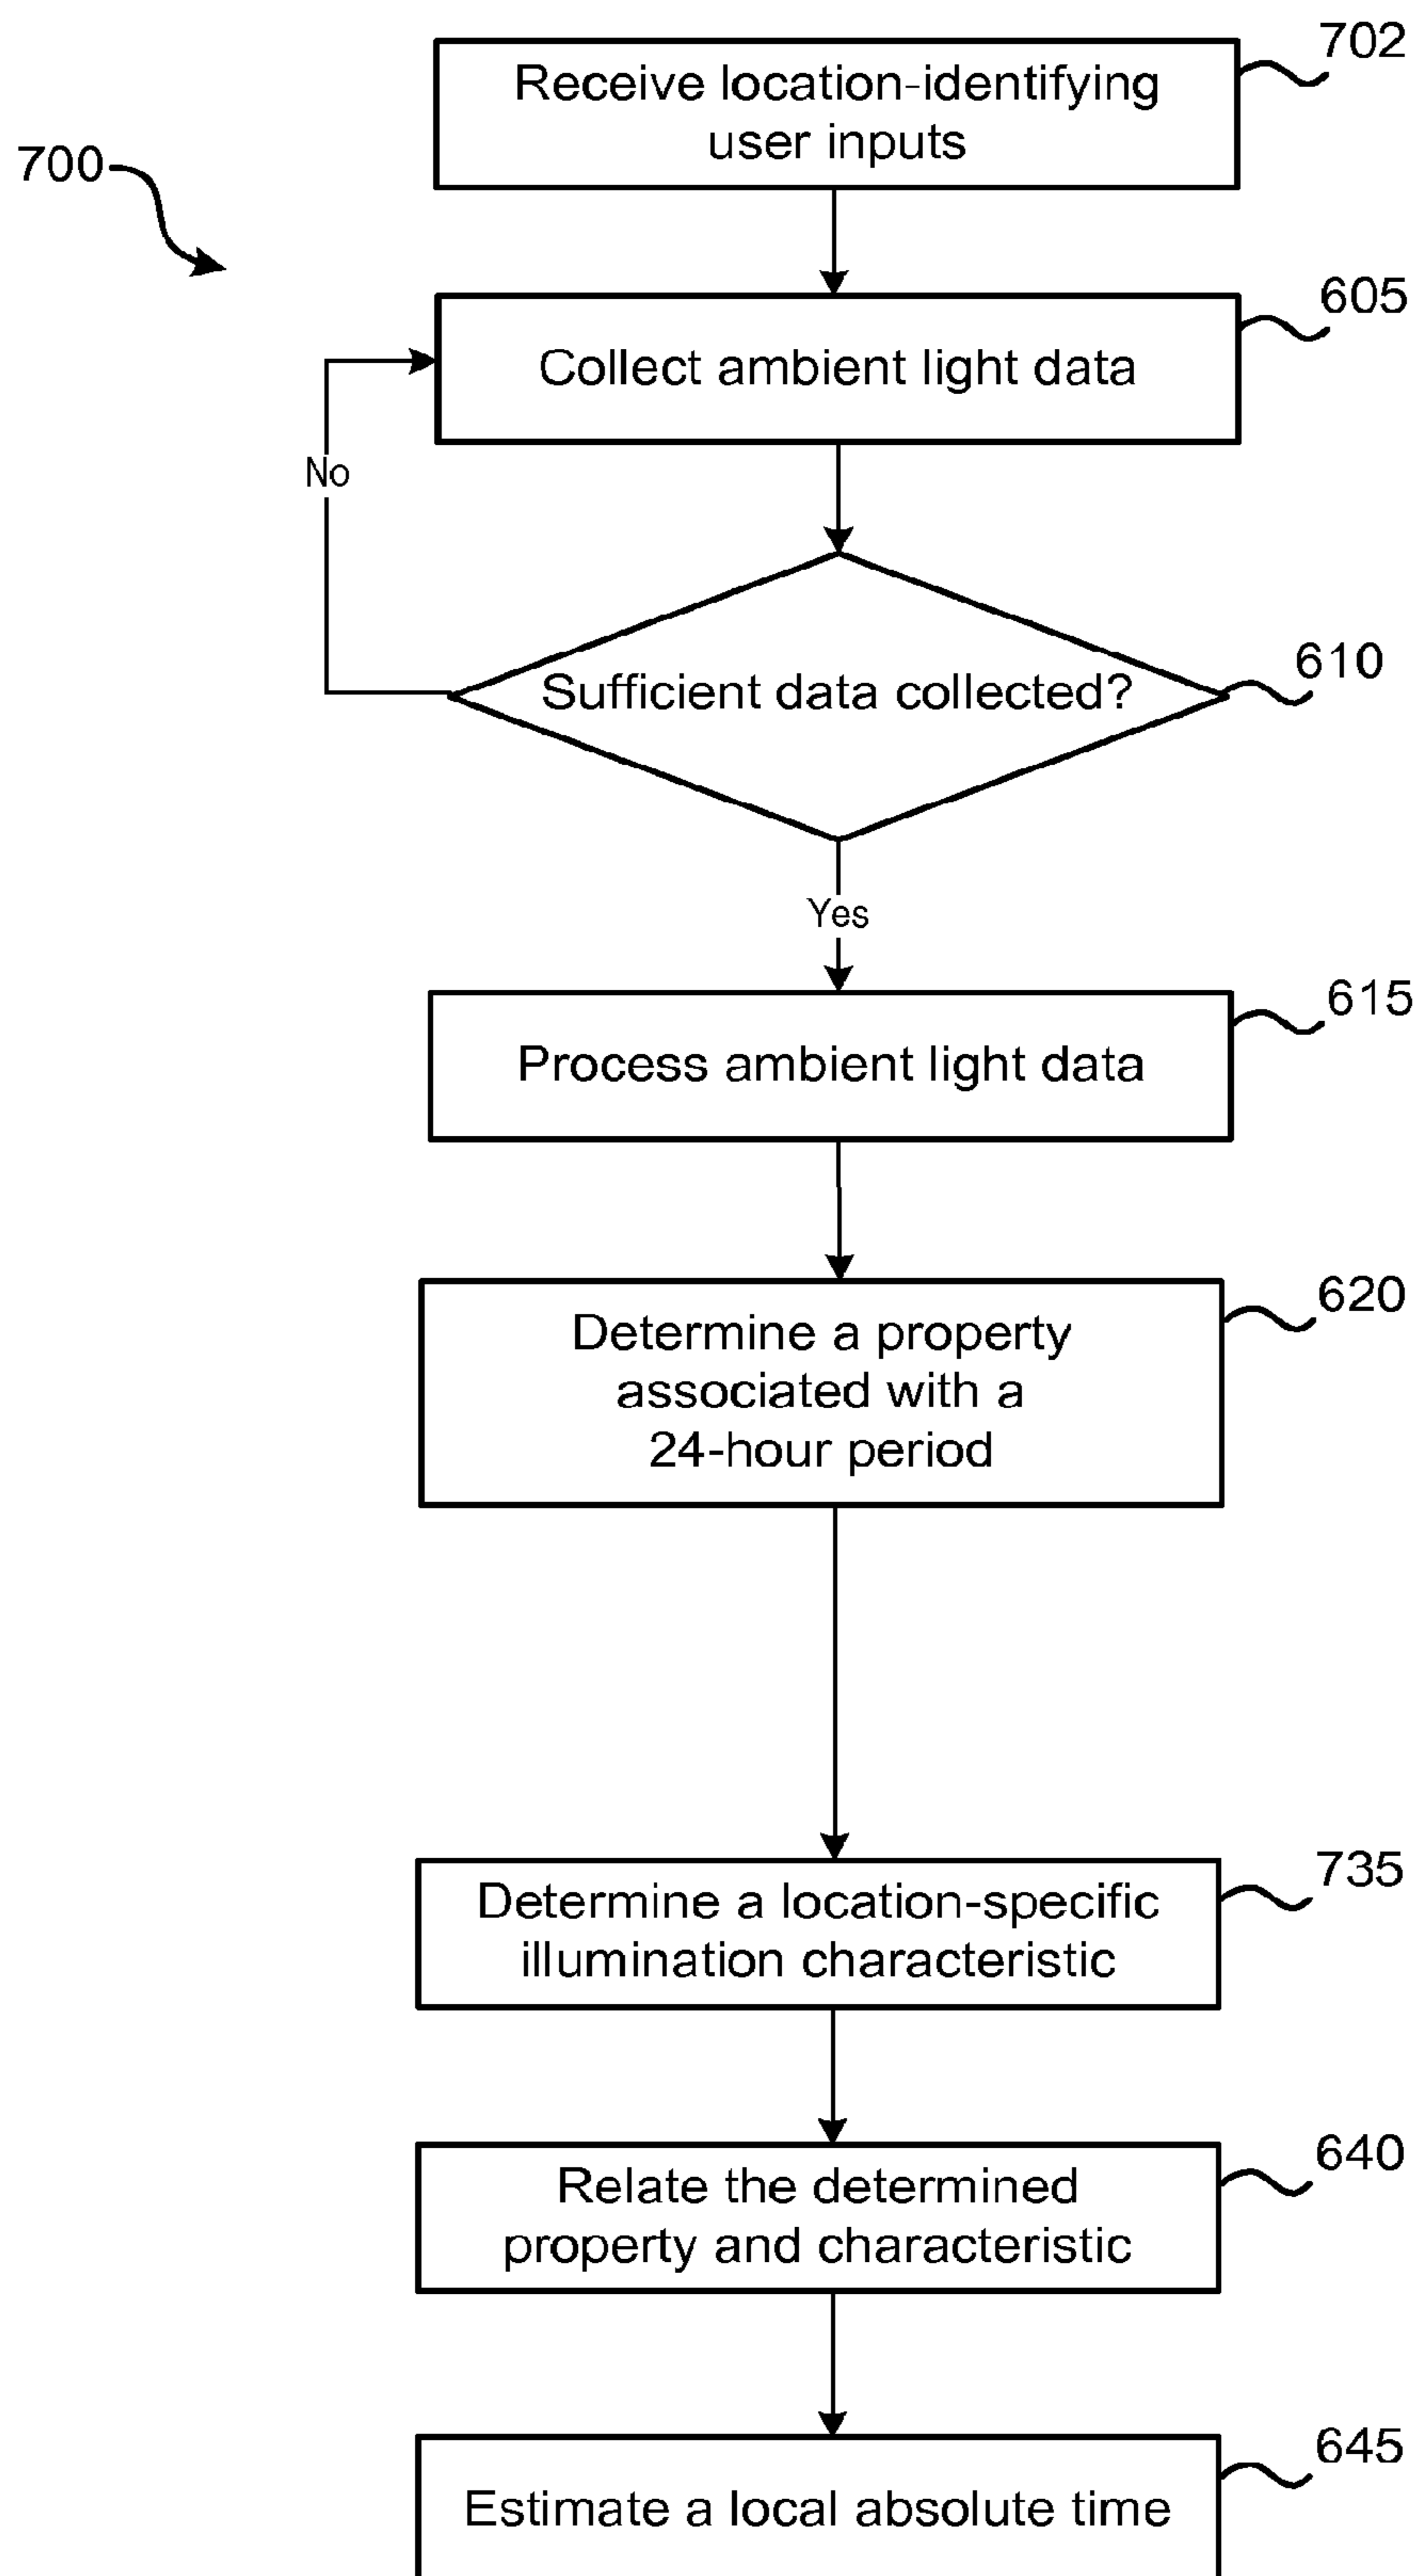 702
Receive location-identifying
user inputs
700
605
Collect ambient light data
No
610
Sufficient data collected?
Yes
615
Process ambient light data
620
Determine a property
associated with a
24-hour period
735
Determine a location-specific
illumination characteristic
640
Relate the determined
property and characteristic
645
Estimate a local absolute time